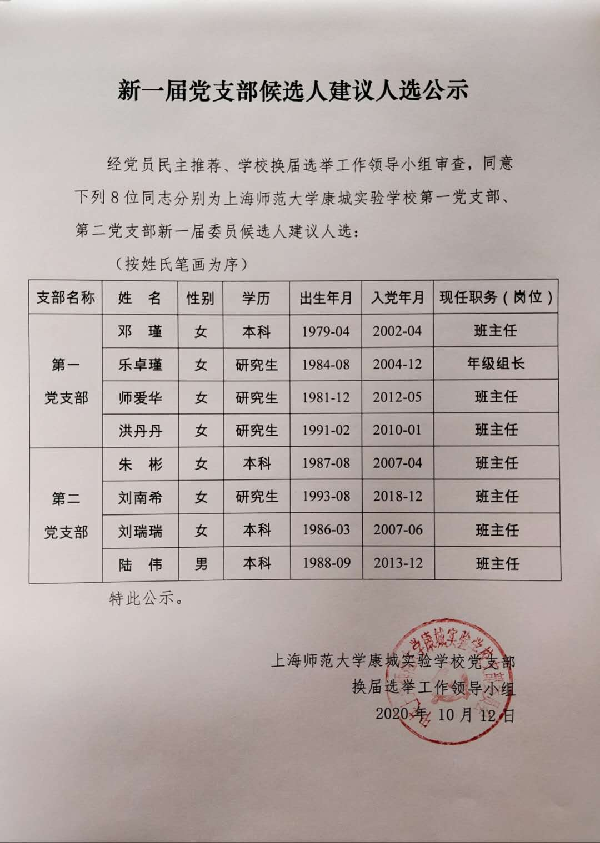 新一届党支部候选人建议人选公示
经党员民主推荐、学校换届选举工作领导小组审查，同意
下列8位同志分别为上海师范大学康城实验学校第一党支部、
第二党支部新一届委员候选人建议人选：
（按姓氏笔画为序）
支部名称 姓 名 性别 学历 出生年月 入党年月 现任职务（岗位）
第一党支部
邓 瑾 女 本科 1979-04 2002-04 班主任
乐卓瑾 女 研究生 1984-08 2004-12 年级组长
师爱华 女 研究生 1981-12 2012-05 班主任
洪丹丹 女 研究生 1991-02 2010-01 班主任
第二党支部
朱 彬 女 本科 1987-08 2007-04 班主任
刘南希 女 研究生 1993-08 2018-12 班主任
刘瑞瑞 女 本科 1986-03 2007-06 班主任
陆 伟 男 本科 1988-09 2013-12 班主任
特此公示。
上海师范大学康城实验学校党支部
换届选举工作领导小组
2020年10月12日